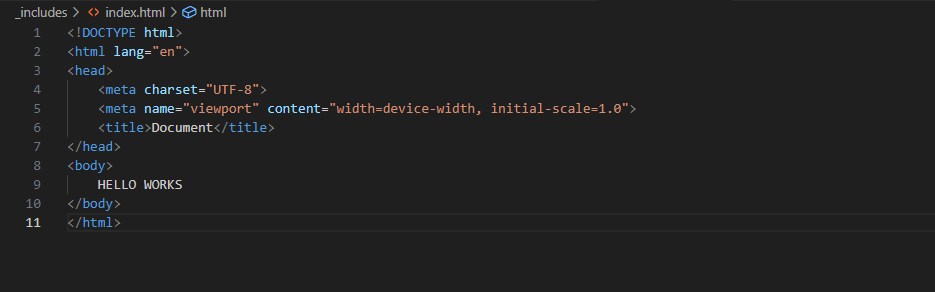 _includes > <> index.html > html
1 <!DOCTYPE html>
2 <html lang="en">
3 <head>
4     <meta charset="UTF-8">
5     <meta name="viewport" content="width=device-width, initial-scale=1.0">
6     <title>Document</title>
7 </head>
8 <body>
9     HELLO WORKS
10 </body>
11 </html>